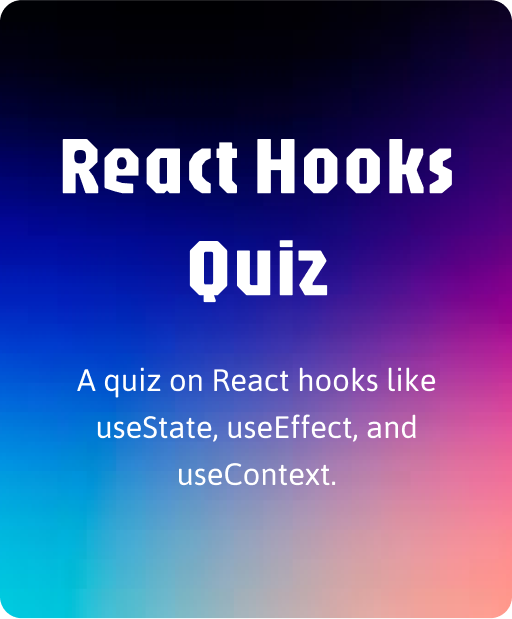 React Hooks
Quiz
A quiz on React hooks like
useState, useEffect, and
useContext.